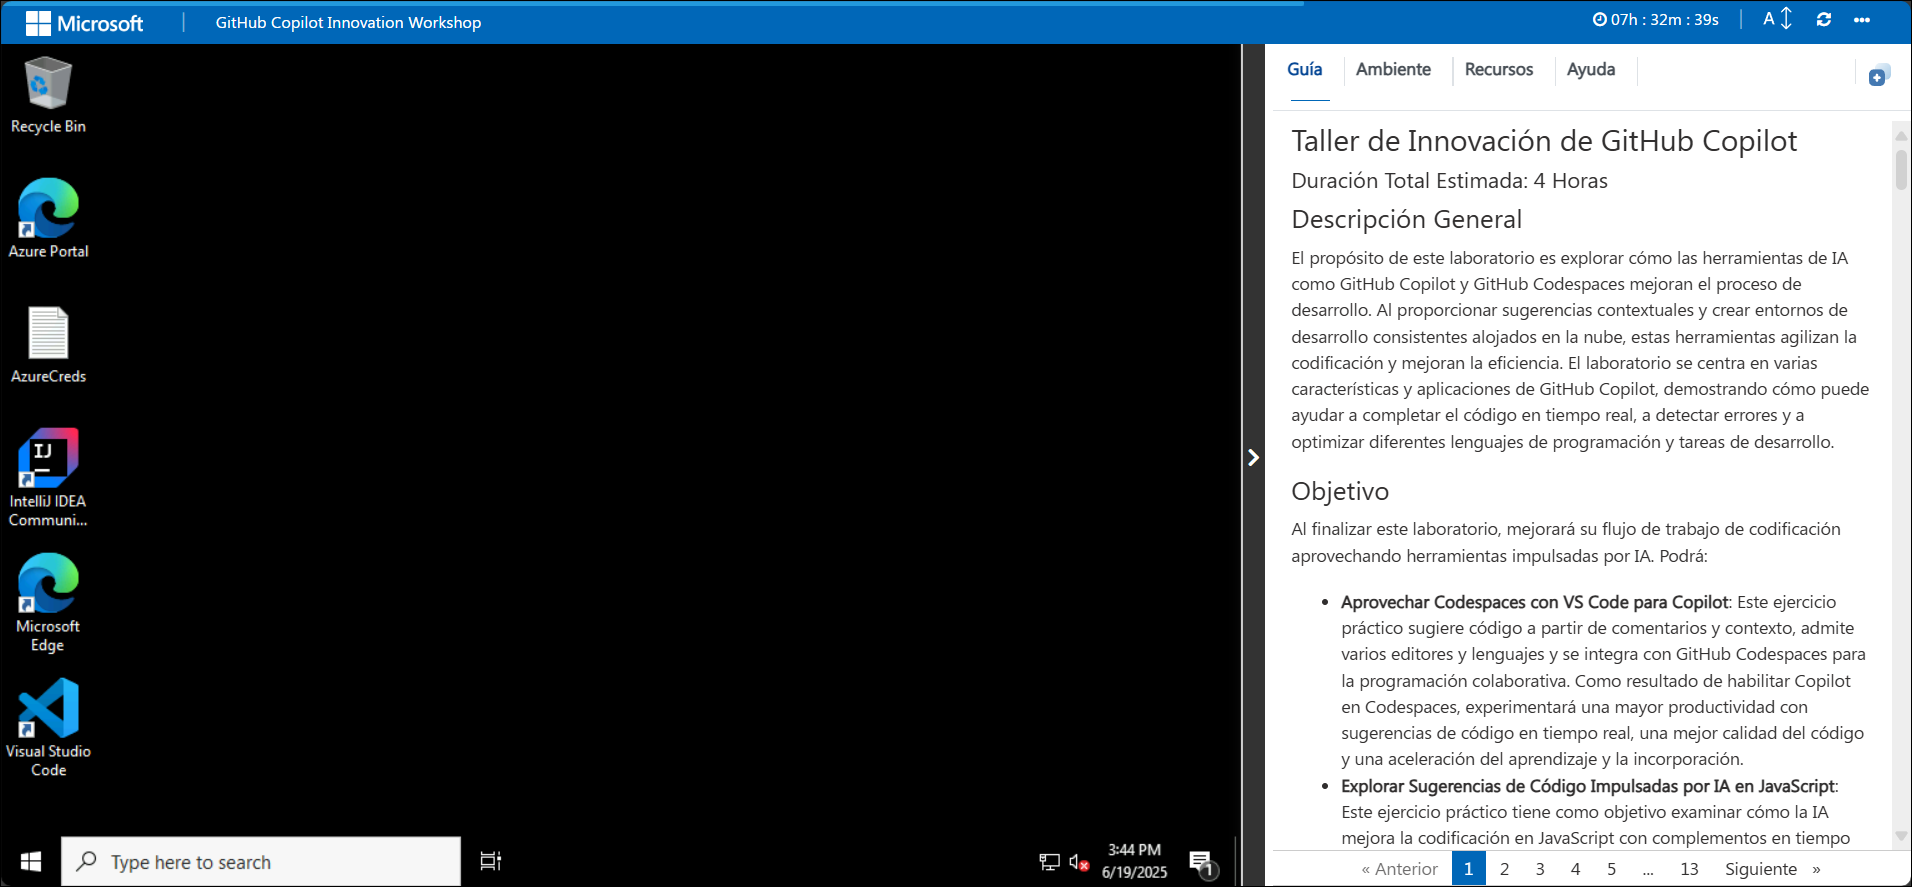 Microsoft
GitHub Copilot Innovation Workshop
07h : 32m : 39s
A
Recycle Bin
Azure Portal
AzureCreds
IJ
IntelliJ IDEA
Communi...
Microsoft
Edge
Visual Studio
Code
Type here to search
3:44 PM
6/19/2025
1
Guía
Ambiente
Recursos
Ayuda
Taller de Innovación de GitHub Copilot
Duración Total Estimada: 4 Horas
Descripción General
El propósito de este laboratorio es explorar cómo las herramientas de IA
como GitHub Copilot y GitHub Codespaces mejoran el proceso de
desarrollo. Al proporcionar sugerencias contextuales y crear entornos de
desarrollo consistentes alojados en la nube, estas herramientas agilizan la
codificación y mejoran la eficiencia. El laboratorio se centra en varias
características y aplicaciones de GitHub Copilot, demostrando cómo puede
ayudar a completar el código en tiempo real, a detectar errores y a
optimizar diferentes lenguajes de programación y tareas de desarrollo.
Objetivo
Al finalizar este laboratorio, mejorará su flujo de trabajo de codificación
aprovechando herramientas impulsadas por IA. Podrá:
• Aprovechar Codespaces con VS Code para Copilot: Este ejercicio
práctico sugiere código a partir de comentarios y contexto, admite
varios editores y lenguajes y se integra con GitHub Codespaces para
la programación colaborativa. Como resultado de habilitar Copilot
en Codespaces, experimentará una mayor productividad con
sugerencias de código en tiempo real, una mejor calidad del código
y una aceleración del aprendizaje y la incorporación.
• Explorar Sugerencias de Código Impulsadas por IA en JavaScript:
Este ejercicio práctico tiene como objetivo examinar cómo la IA
mejora la codificación en JavaScript con complementos en tiempo
« Anterior 1 2 3 4 5 ... 13 Siguiente »